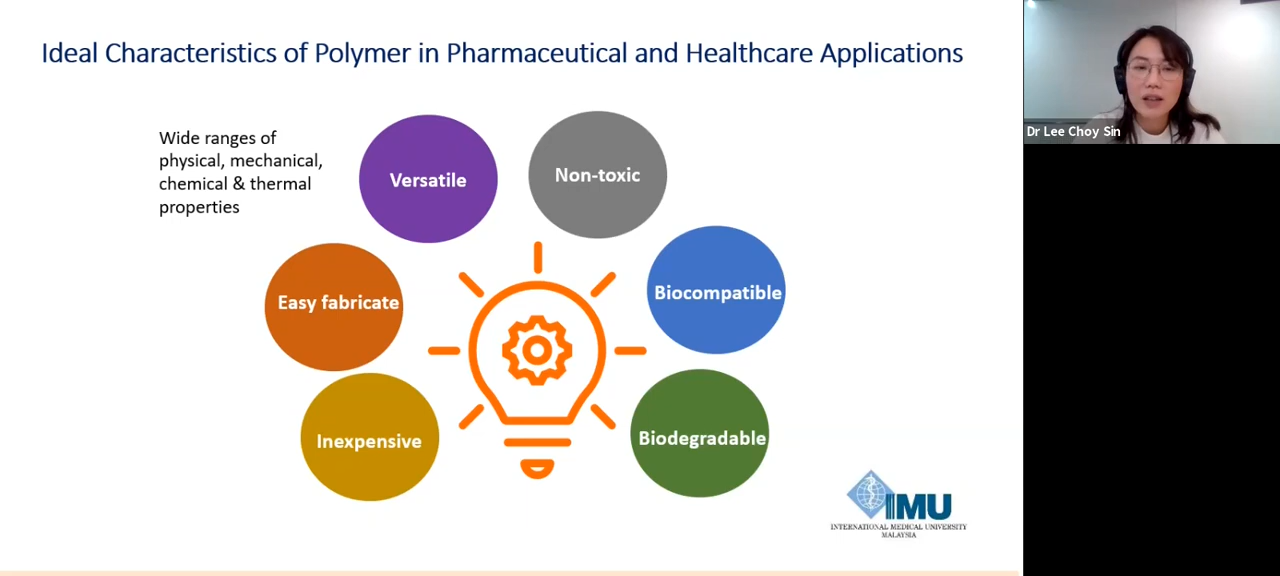 Ideal Characteristics of Polymer in Pharmaceutical and Healthcare Applications
Wide ranges of
physical, mechanical,
chemical & thermal
properties
Versatile
Non-toxic
Easy fabricate
Biocompatible
Inexpensive
Biodegradable
IMU
INTERNATIONAL MEDICAL UNIVERSITY
MALAYSIA
Dr Lee Choy Sin